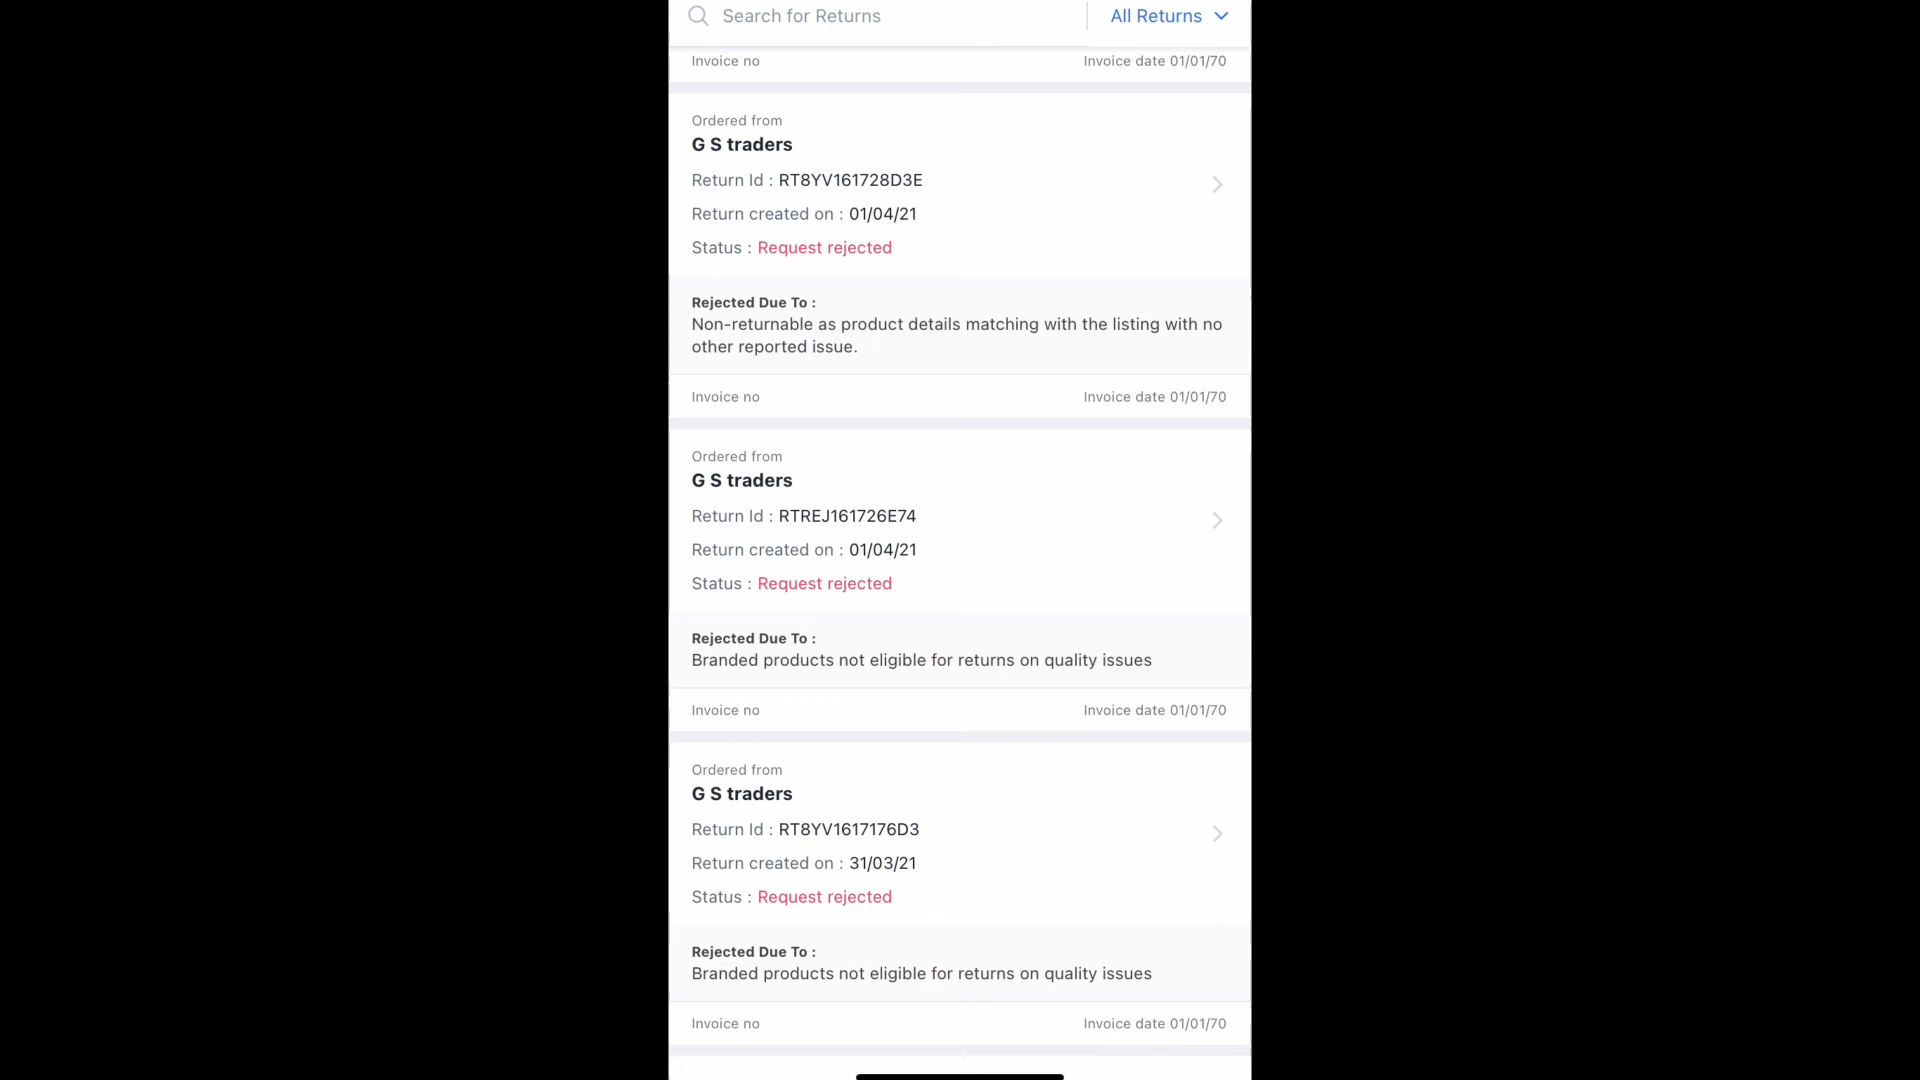 Search for Returns
All Returns
Invoice no
Invoice date 01/01/70
Ordered from
G S traders
Return Id : RT8YV161728D3E
Return created on : 01/04/21
Status : Request rejected
Rejected Due To :
Non-returnable as product details matching with the listing with no
other reported issue.
Invoice no
Invoice date 01/01/70
Ordered from
G S traders
Return Id : RTREJ161726E74
Return created on : 01/04/21
Status : Request rejected
Rejected Due To :
Branded products not eligible for returns on quality issues
Invoice no
Invoice date 01/01/70
Ordered from
G S traders
Return Id : RT8YV1617176D3
Return created on : 31/03/21
Status : Request rejected
Rejected Due To :
Branded products not eligible for returns on quality issues
Invoice no
Invoice date 01/01/70